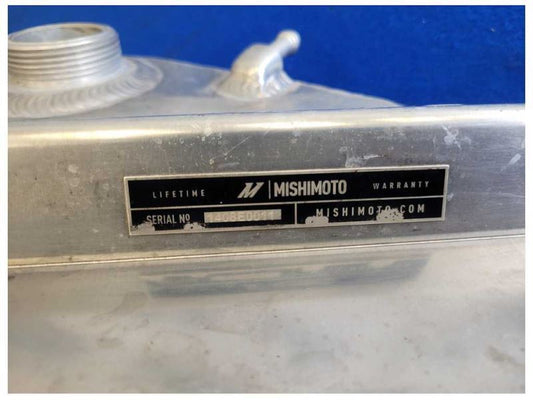 LIFETIME MISHIMOTO WARRANTY
SERIAL NO MISHIMOTO.COM